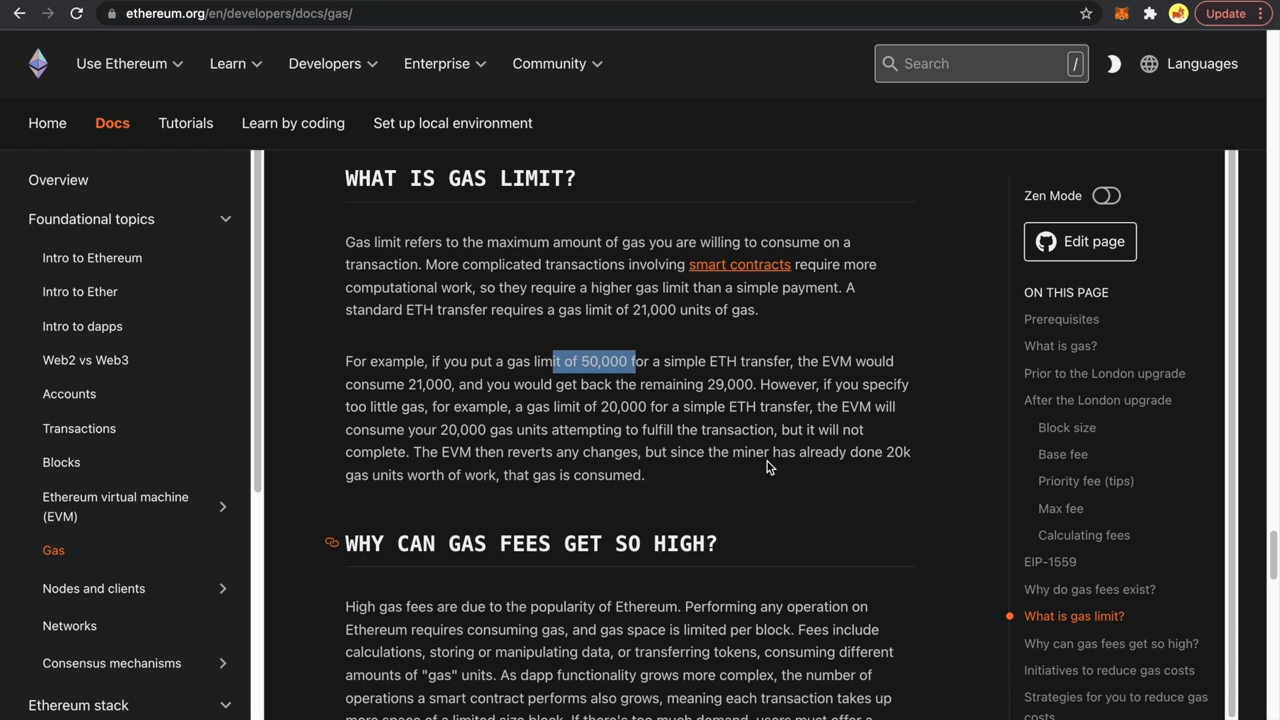 ethereum.org/en/developers/docs/gas/
Update
Use Ethereum
Learn
Developers
Enterprise
Community
Search
/
Languages
Home
Docs
Tutorials
Learn by coding
Set up local environment
Overview
Foundational topics
Intro to Ethereum
Intro to Ether
Intro to dapps
Web2 vs Web3
Accounts
Transactions
Blocks
Ethereum virtual machine
(EVM)
Gas
Nodes and clients
Networks
Consensus mechanisms
Ethereum stack
WHAT IS GAS LIMIT?
Gas limit refers to the maximum amount of gas you are willing to consume on a
transaction. More complicated transactions involving smart contracts require more
computational work, so they require a higher gas limit than a simple payment. A
standard ETH transfer requires a gas limit of 21,000 units of gas.
For example, if you put a gas limit of 50,000 for a simple ETH transfer, the EVM would
consume 21,000, and you would get back the remaining 29,000. However, if you specify
too little gas, for example, a gas limit of 20,000 for a simple ETH transfer, the EVM will
consume your 20,000 gas units attempting to fulfill the transaction, but it will not
complete. The EVM then reverts any changes, but since the miner has already done 20k
gas units worth of work, that gas is consumed.
WHY CAN GAS FEES GET SO HIGH?
High gas fees are due to the popularity of Ethereum. Performing any operation on
Ethereum requires consuming gas, and gas space is limited per block. Fees include
calculations, storing or manipulating data, or transferring tokens, consuming different
amounts of "gas" units. As dapp functionality grows more complex, the number of
operations a smart contract performs also grows, meaning each transaction takes up
more space of a limited size block. If there's too much demand, users must offer a
Zen Mode
Edit page
ON THIS PAGE
Prerequisites
What is gas?
Prior to the London upgrade
After the London upgrade
Block size
Base fee
Priority fee (tips)
Max fee
Calculating fees
EIP-1559
Why do gas fees exist?
What is gas limit?
Why can gas fees get so high?
Initiatives to reduce gas costs
Strategies for you to reduce gas
costs